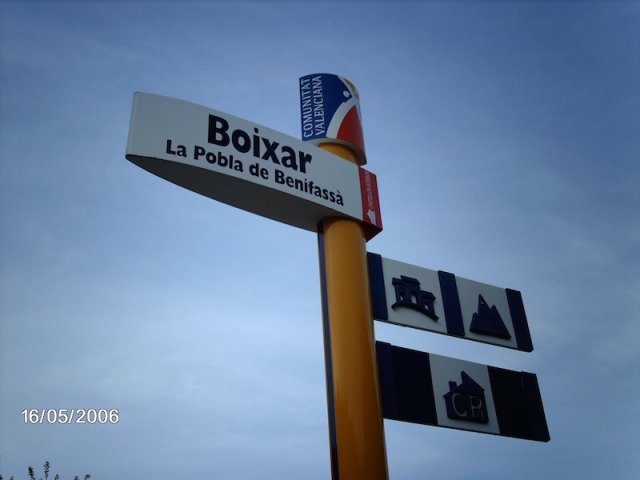 COMUNITAT
VALENCIANA
Boixar
La Pobla de Benifassà
CR
16/05/2006